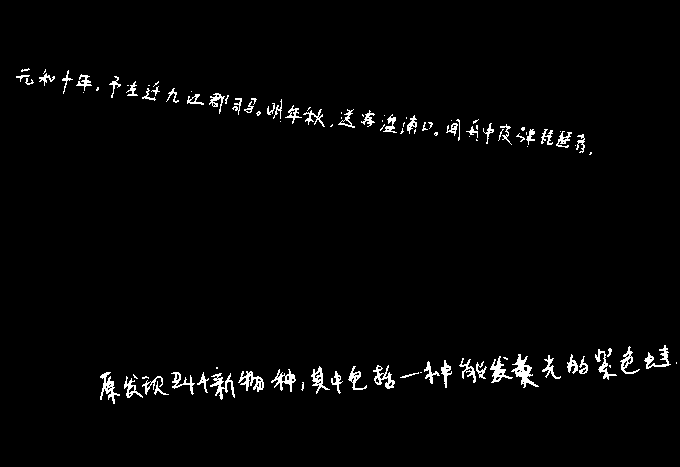 元和十年,予左迁九江郡司马。明年秋,送客湓浦口。闻舟中夜弹琵琶者,
原发现24个新物种,其中包括一种能发荧光的紫色蛙